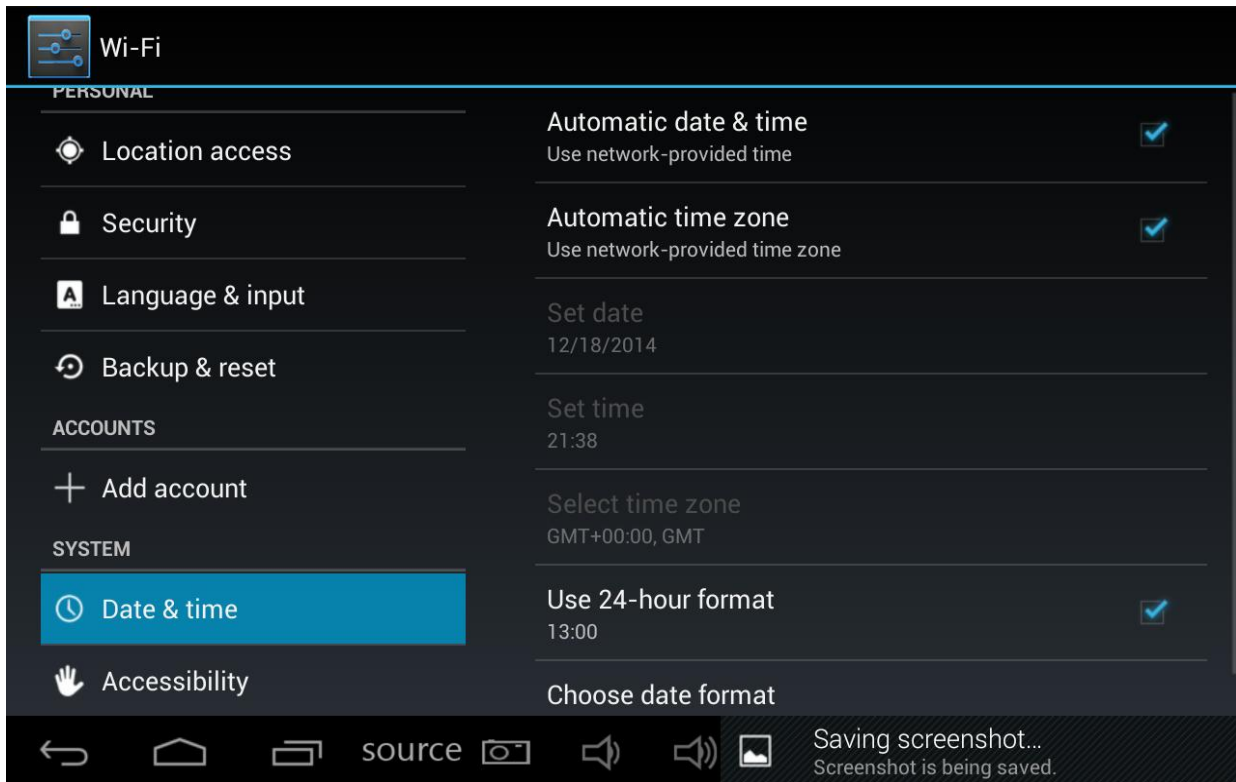 Wi-Fi
PERSONAL
Location access
Security
Language & input
Backup & reset
ACCOUNTS
Add account
SYSTEM
Date & time
Accessibility
Automatic date & time
Use network-provided time
Automatic time zone
Use network-provided time zone
Set date
12/18/2014
Set time
21:38
Select time zone
GMT+00:00, GMT
Use 24-hour format
13:00
Choose date format
source
Saving screenshot...
Screenshot is being saved.